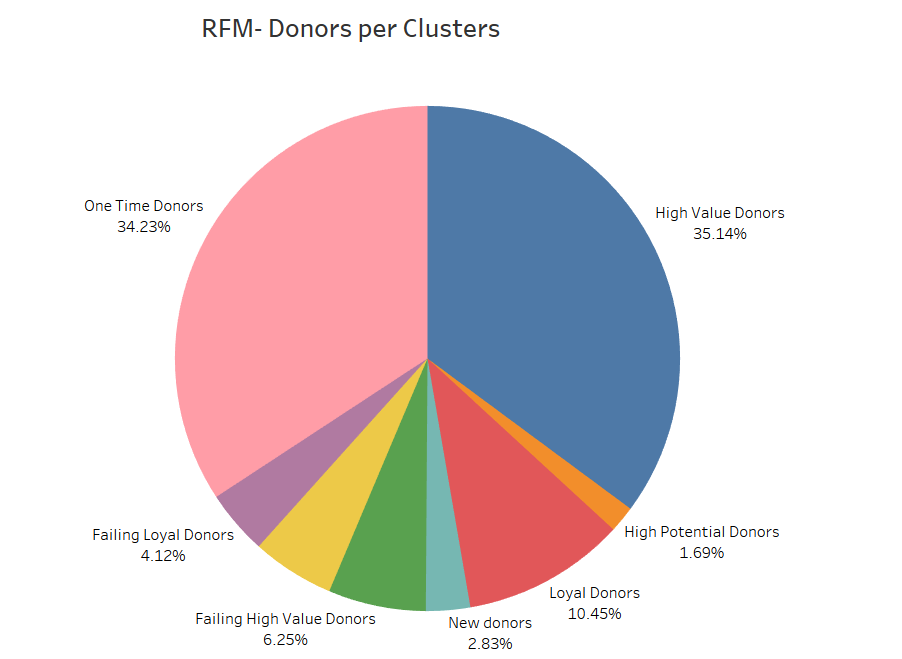 RFM- Donors per Clusters
One Time Donors
34.23%
High Value Donors
35.14%
High Potential Donors
1.69%
Loyal Donors
10.45%
New donors
2.83%
Failing High Value Donors
6.25%
Failing Loyal Donors
4.12%